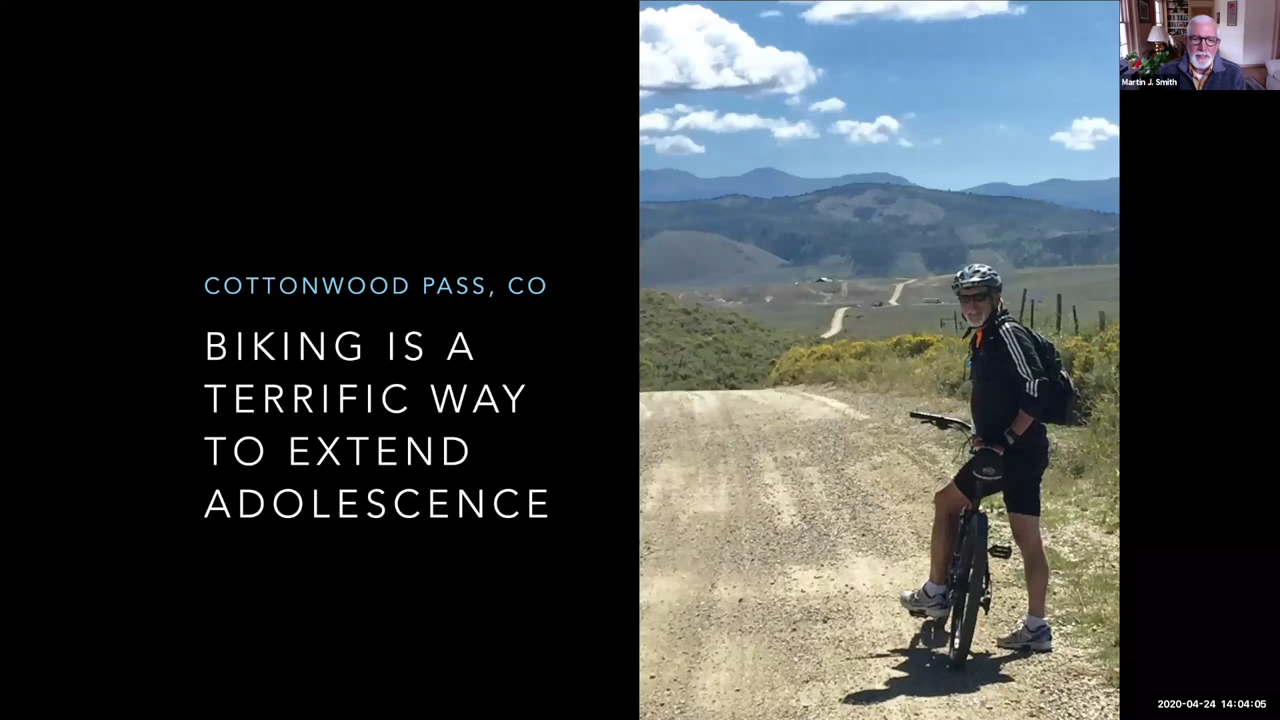 COTTONWOOD PASS, CO
BIKING IS A
TERRIFIC WAY
TO EXTEND
ADOLESCENCE
Martin J. Smith
2020-04-24 14:04:05